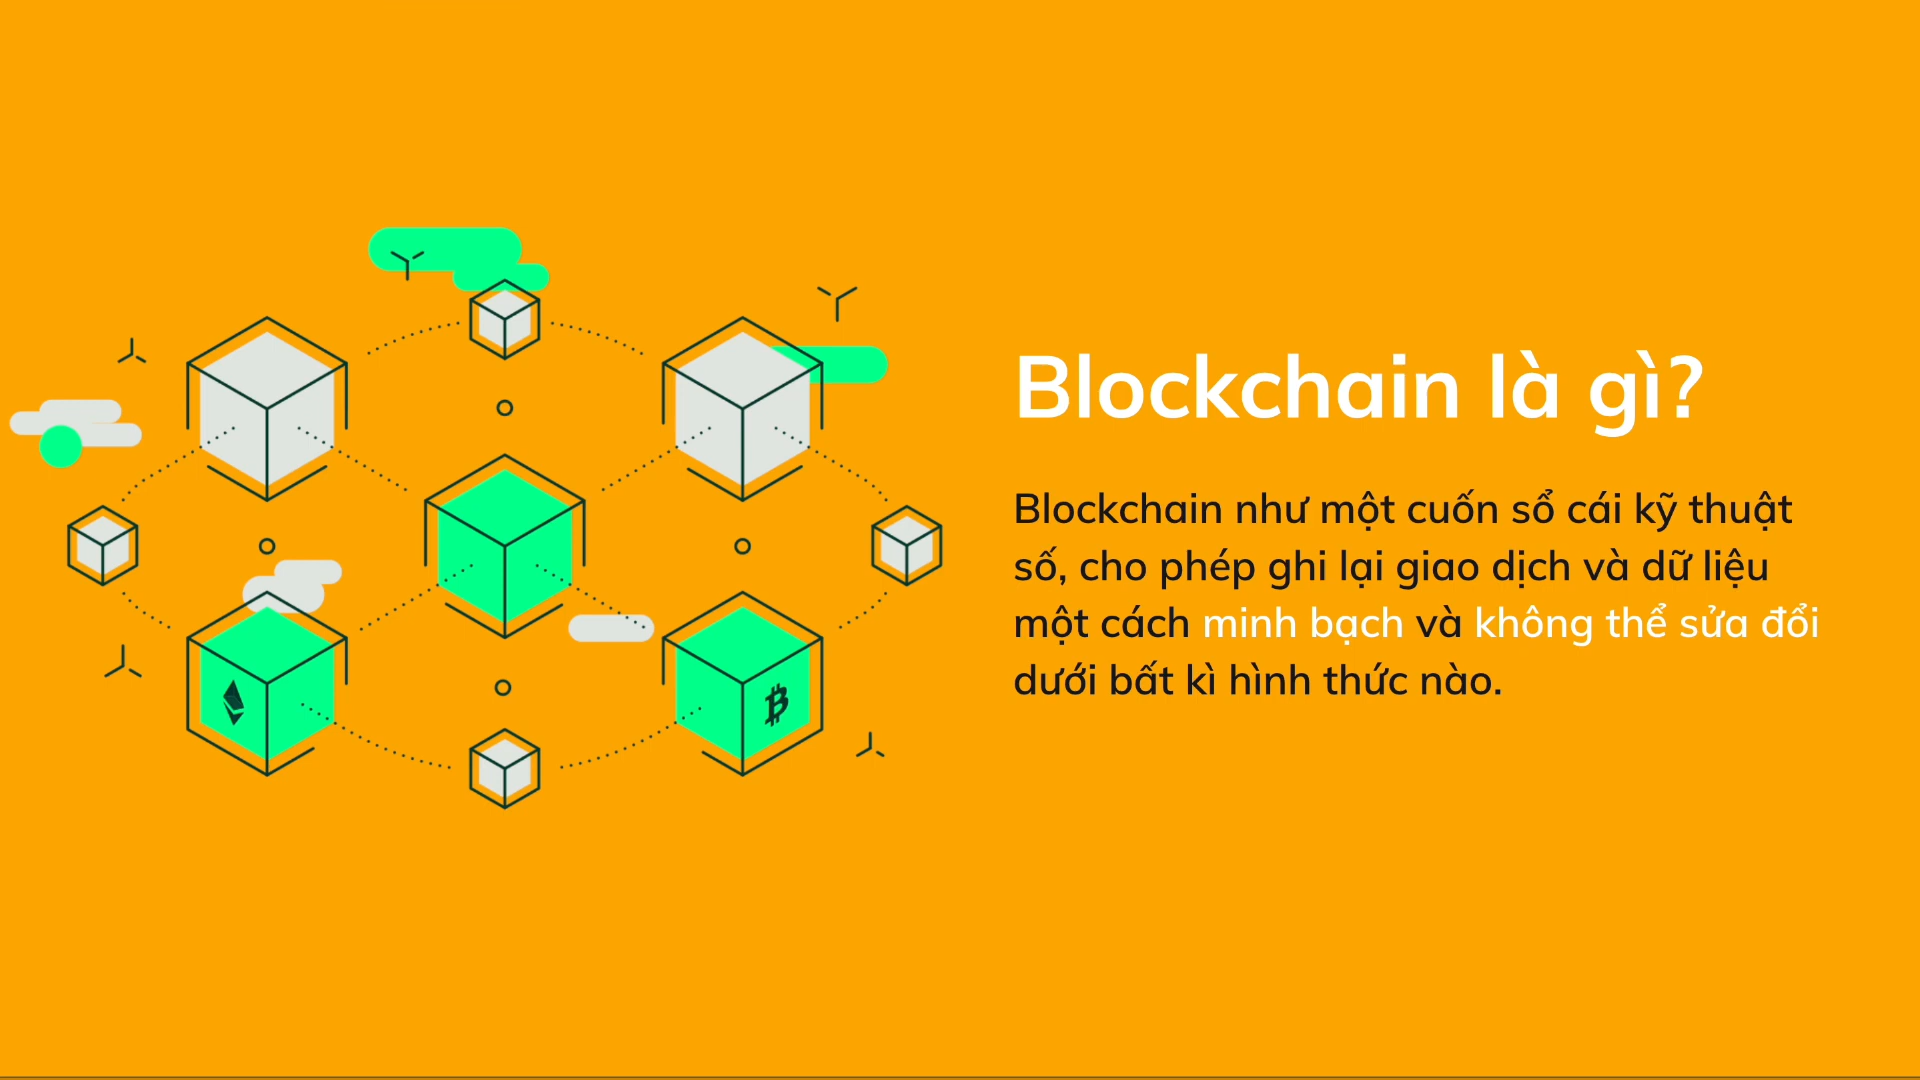 Blockchain là gì?
Blockchain như một cuốn sổ cái kỹ thuật
số, cho phép ghi lại giao dịch và dữ liệu
một cách minh bạch và không thể sửa đổi
dưới bất kì hình thức nào.